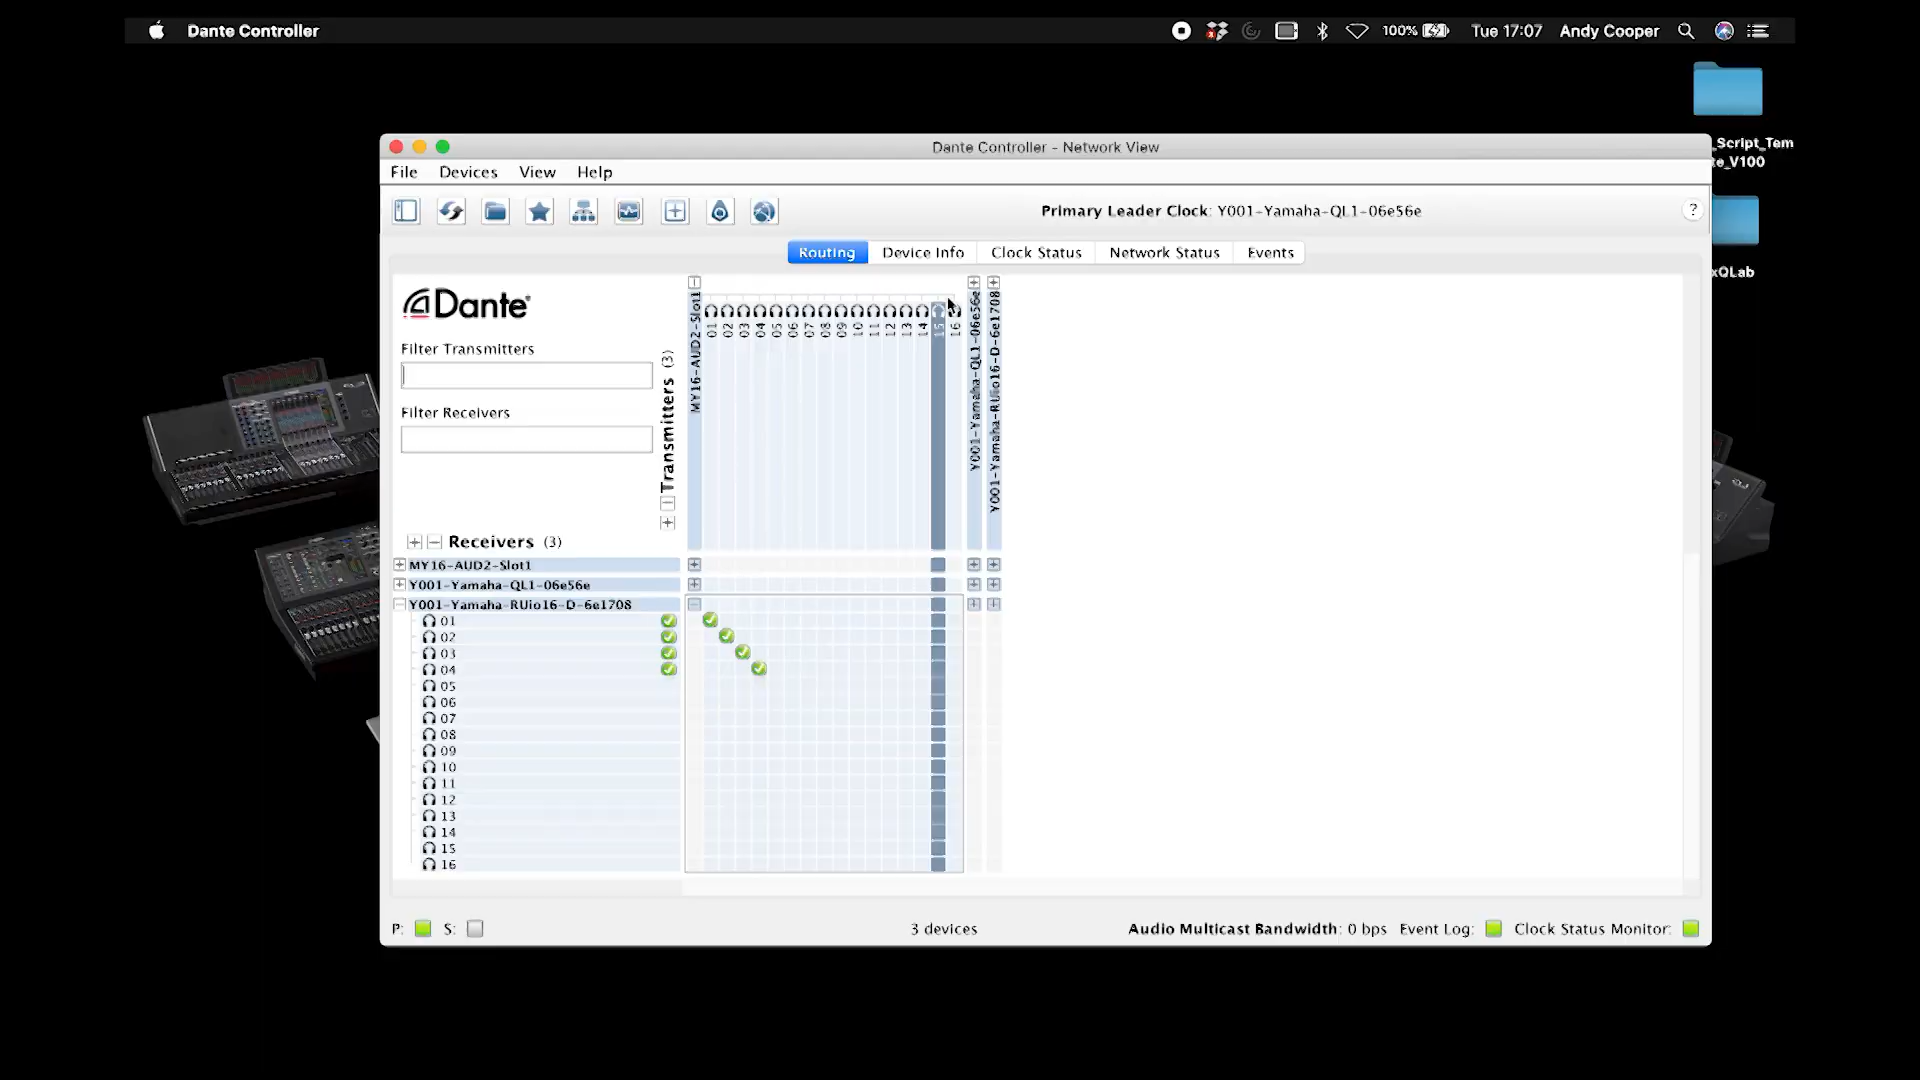 Dante Controller
100%
Tue 17:07
Andy Cooper
_Script_Tem
te_V100
xQLab
Dante Controller - Network View
File Devices View Help
Primary Leader Clock: Y001-Yamaha-QL1-06e56e
?
Routing Device Info Clock Status Network Status Events
Dante
Filter Transmitters
Filter Receivers
Transmitters (3)
MY16-AUD2-Slot1
01 02 03 04 05 06 07 08 09 10 11 12 13 14 15 16
Y001-Yamaha-QL1-06e56e
Y001-Yamaha-RUio16-D-6e1708
Receivers (3)
MY16-AUD2-Slot1
Y001-Yamaha-QL1-06e56e
Y001-Yamaha-RUio16-D-6e1708
01
02
03
04
05
06
07
08
09
10
11
12
13
14
15
16
P: S:
3 devices
Audio Multicast Bandwidth: 0 bps Event Log: Clock Status Monitor: